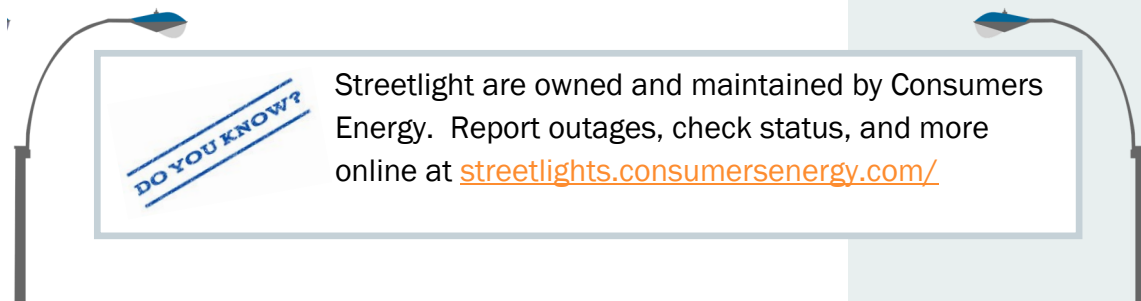 DO YOU KNOW?
Streetlight are owned and maintained by Consumers
Energy.  Report outages, check status, and more
online at streetlights.consumersenergy.com/